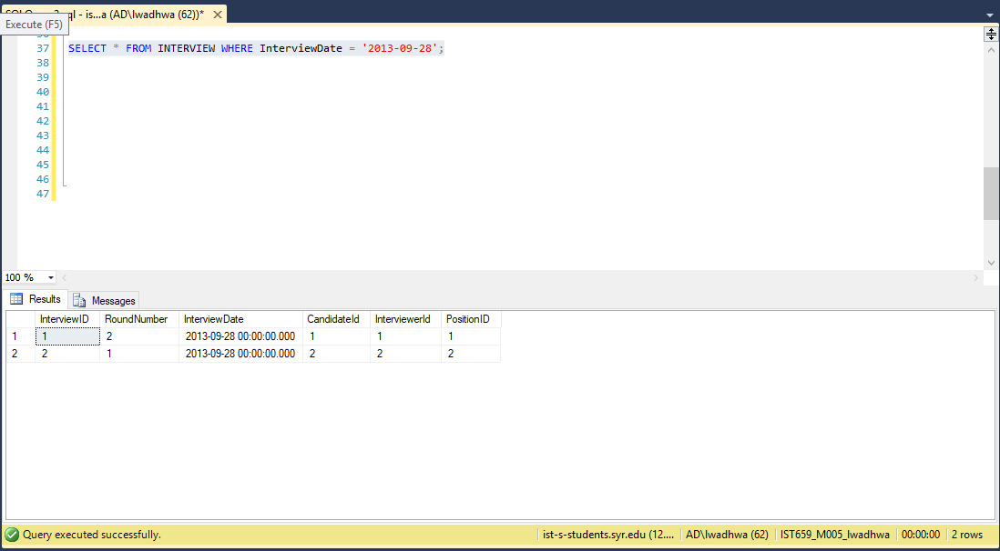 ql - is...a (AD\lwadhwa (62))*
Execute (F5)
37 SELECT * FROM INTERVIEW WHERE InterviewDate = '2013-09-28';
38
39
40
41
42
43
44
45
46
47
100 %
Results Messages
InterviewID RoundNumber InterviewDate CandidateId InterviewerId PositionID
1 1 2 2013-09-28 00:00:00.000 1 1 1
2 2 1 2013-09-28 00:00:00.000 2 2 2
Query executed successfully. ist-s-students.syr.edu (12.... AD\lwadhwa (62) IST659_M005_lwadhwa 00:00:00 2 rows